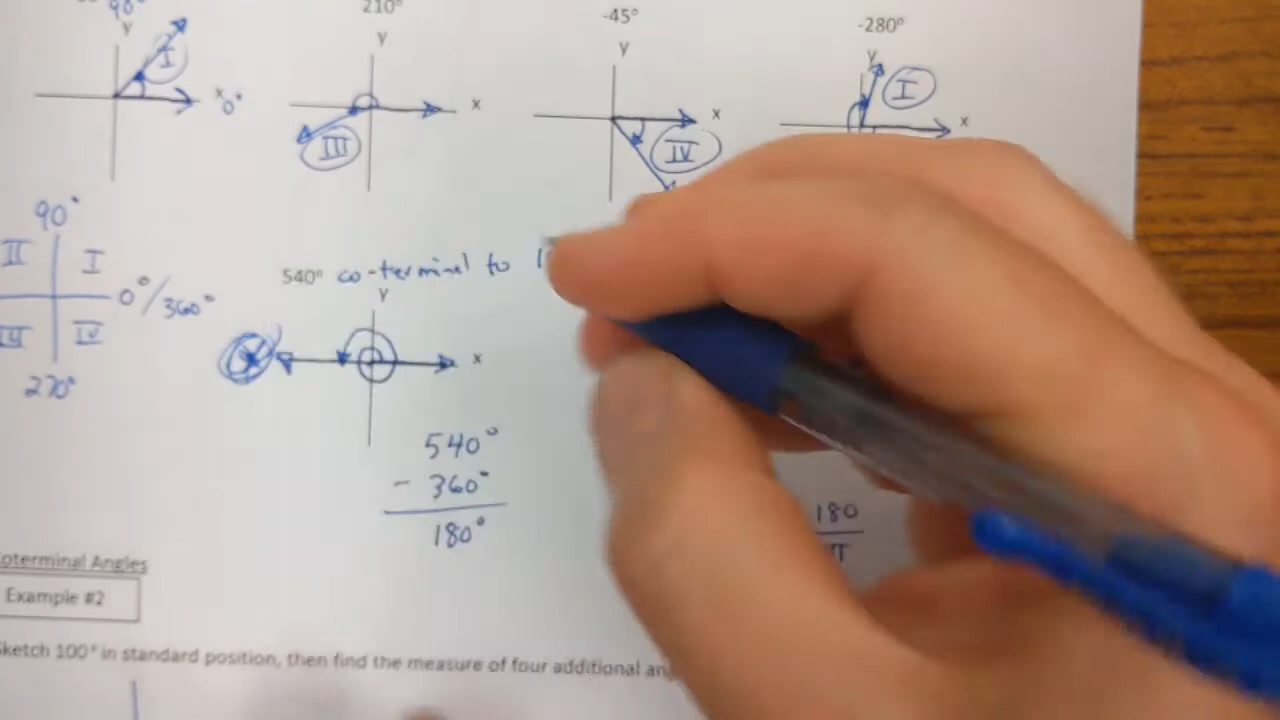 90°
210°
-45°
-280°
y
I
x
0°
y
x
III
y
x
IV
y
I
x
90°
II
I
0°/360°
III
IV
270°
540° co-terminal to
y
x
540°
- 360°
180°
180
π
Coterminal Angles
Example #2
Sketch 100° in standard position, then find the measure of four additional